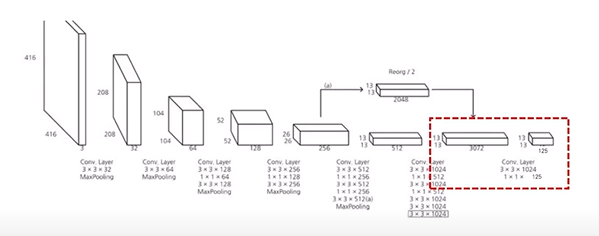 416
416
3
208
208
32
104
104
64
52
52
128
26
26
256
(a)
Reorg / 2
13
13
2048
13
13
512
13
13
3072
13
13
125
Conv. Layer
3 × 3 × 32
MaxPooling
Conv. Layer
3 × 3 × 64
MaxPooling
Conv. Layer
3 × 3 × 128
1 × 1 × 64
3 × 3 × 128
MaxPooling
Conv. Layer
3 × 3 × 256
1 × 1 × 128
3 × 3 × 256
MaxPooling
Conv. Layer
3 × 3 × 512
1 × 1 × 256
3 × 3 × 512
1 × 1 × 256
3 × 3 × 512(a)
MaxPooling
Conv. Layer
3 × 3 × 1024
1 × 1 × 512
3 × 3 × 1024
1 × 1 × 512
3 × 3 × 1024
3 × 3 × 1024
3 × 3 × 1024
Conv. Layer
3 × 3 × 1024
1 × 1 × 125